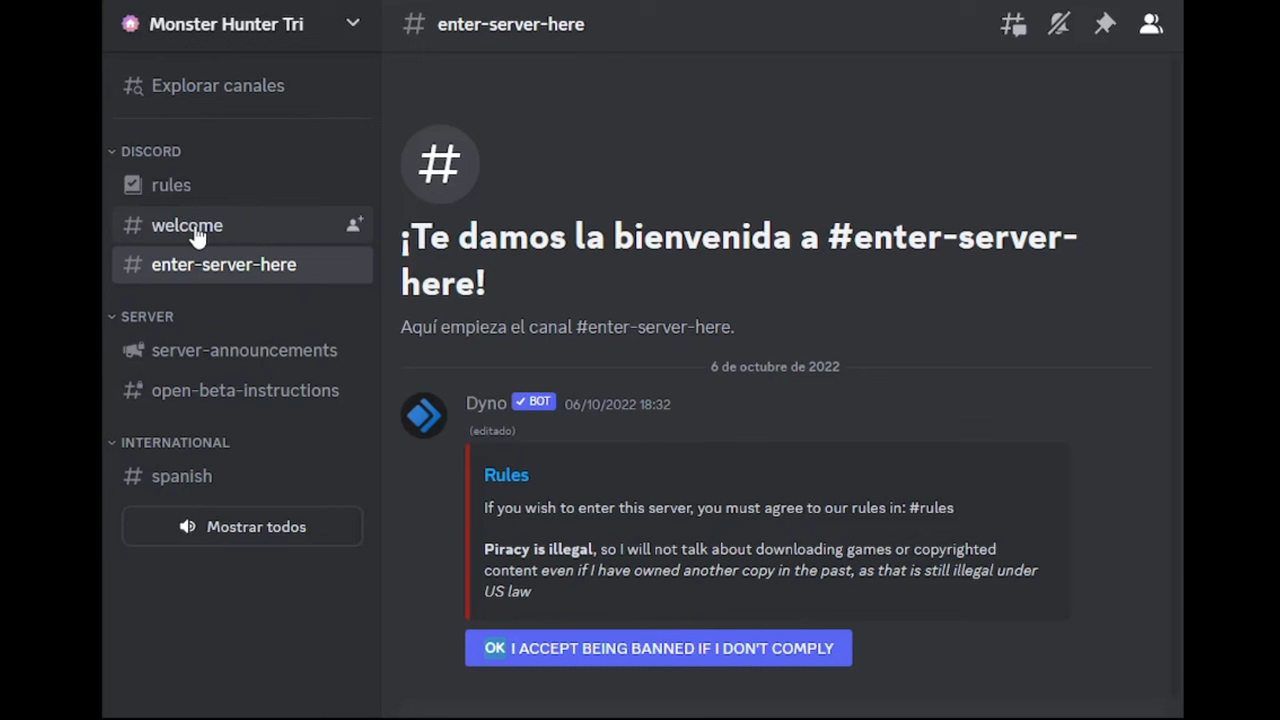 Monster Hunter Tri
Explorar canales
DISCORD
rules
welcome
enter-server-here
SERVER
server-announcements
open-beta-instructions
INTERNATIONAL
spanish
Mostrar todos
enter-server-here
¡Te damos la bienvenida a #enter-server-
here!
Aquí empieza el canal #enter-server-here.
6 de octubre de 2022
Dyno ✓ BOT 06/10/2022 18:32
(editado)
Rules
If you wish to enter this server, you must agree to our rules in: #rules
Piracy is illegal, so I will not talk about downloading games or copyrighted
content even if I have owned another copy in the past, as that is still illegal under
US law
OK I ACCEPT BEING BANNED IF I DON'T COMPLY